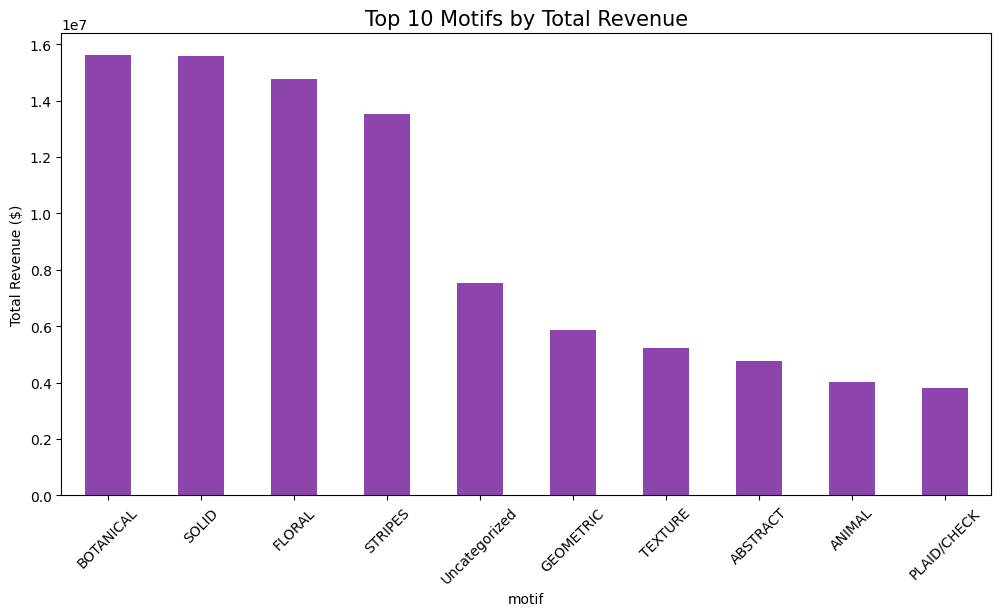 Top 10 Motifs by Total Revenue
1e7
Total Revenue ($)
1.6
1.4
1.2
1.0
0.8
0.6
0.4
0.2
0.0
BOTANICAL
SOLID
FLORAL
STRIPES
Uncategorized
GEOMETRIC
TEXTURE
ABSTRACT
ANIMAL
PLAID/CHECK
motif